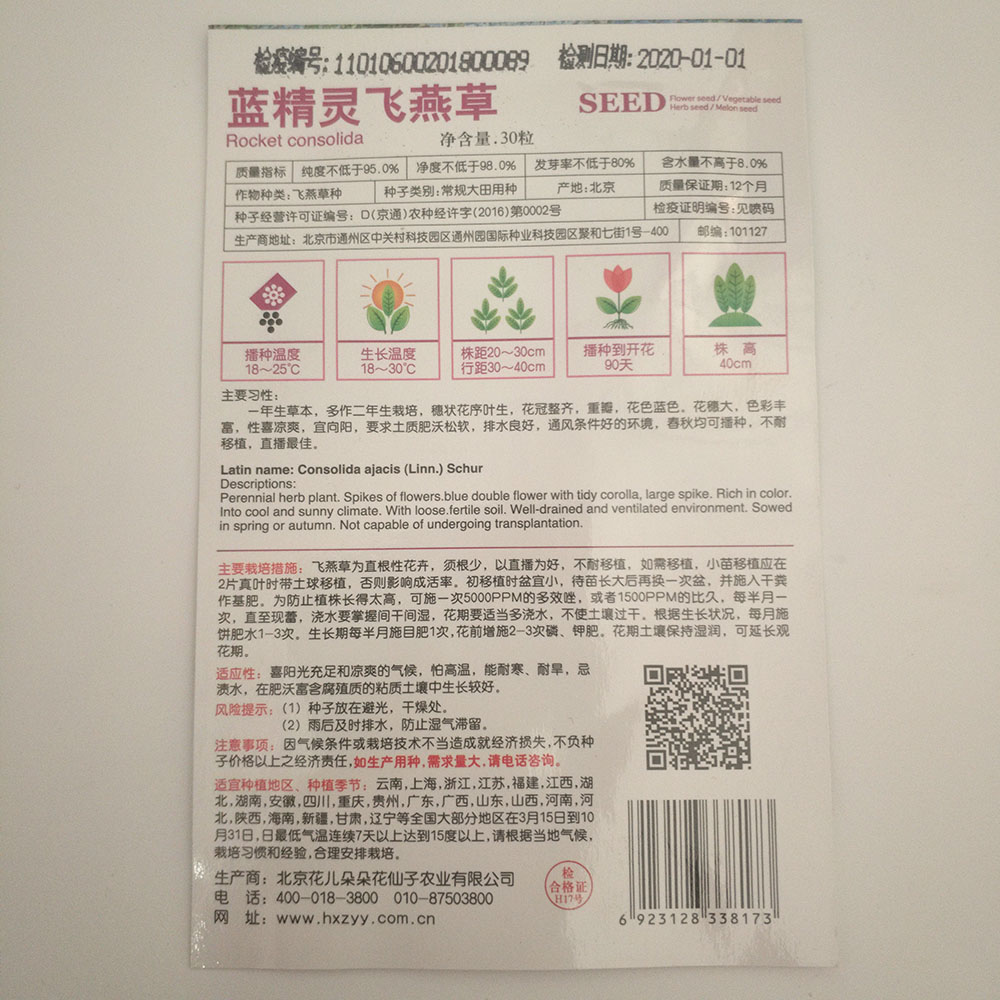 检疫编号:11010600201800089 检测日期:2020-01-01
蓝精灵飞燕草
SEED Flower seed / Vegetable seed
Herb seed / Melon seed
Rocket consolida
净含量.30粒
质量指标 纯度不低于95.0% 净度不低于98.0% 发芽率不低于80% 含水量不高于8.0%
作物种类:飞燕草种 种子类别:常规大田用种 产地:北京 质量保证期:12个月
种子经营许可证编号: D(京通)农种经许字(2016)第0002号 检疫证明编号:见喷码
生产商地址: 北京市通州区中关村科技园区通州园国际种业科技园区聚和七街1号-400 邮编:101127
播种温度
18～25℃
生长温度
18～30℃
株距20～30cm
行距30～40cm
播种到开花
90天
株 高
40cm
主要习性:
一年生草本，多作二年生栽培，穗状花序叶生，花冠整齐，重瓣，花色蓝色。花穗大，色彩丰
富，性喜凉爽，宜向阳，要求土质肥沃松软，排水良好，通风条件好的环境，春秋均可播种，不耐
移植，直播最佳。
Latin name: Consolida ajacis (Linn.) Schur
Descriptions:
Perennial herb plant. Spikes of flowers.blue double flower with tidy corolla, large spike. Rich in color.
Into cool and sunny climate. With loose.fertile soil. Well-drained and ventilated environment. Sowed
in spring or autumn. Not capable of undergoing transplantation.
主要栽培措施: 飞燕草为直根性花卉，须根少，以直播为好，不耐移植，如需移植，小苗移植应在
2片真叶时带土球移植，否则影响成活率。初移植时盆宜小，待苗长大后再换一次盆，并施入干粪
作基肥。为防止植株长得太高，可施一次5000PPM的多效唑，或者1500PPM的比久，每半月一
次，直至现蕾，浇水要掌握间干间湿，花期要适当多浇水，不使土壤过干。根据生长状况，每月施
饼肥水1-3次。生长期每半月施目肥1次,花前增施2-3次磷、钾肥。花期土壤保持湿润，可延长观
花期。
适应性: 喜阳光充足和凉爽的气候，怕高温，能耐寒、耐旱，忌
渍水，在肥沃富含腐殖质的粘质土壤中生长较好。
风险提示:（1）种子放在避光，干燥处。
（2）雨后及时排水，防止湿气滞留。
注意事项: 因气候条件或栽培技术不当造成就经济损失,不负种
子价格以上之经济责任,如生产用种,需求量大,请电话咨询。
适宜种植地区、种植季节: 云南,上海,浙江,江苏,福建,江西,湖
北,湖南,安徽,四川,重庆,贵州,广东,广西,山东,山西,河南,河
北,陕西,海南,新疆,甘肃,辽宁等全国大部分地区在3月15日到10
月31日,日最低气温连续7天以上达到15度以上,请根据当地气候,
栽培习惯和经验,合理安排栽培。
生产商: 北京花儿朵朵花仙子农业有限公司
电 话: 400-018-3800 010-87503800
网 址: www.hxzyy.com.cn
检
合格证
H17号
6 923128 338173